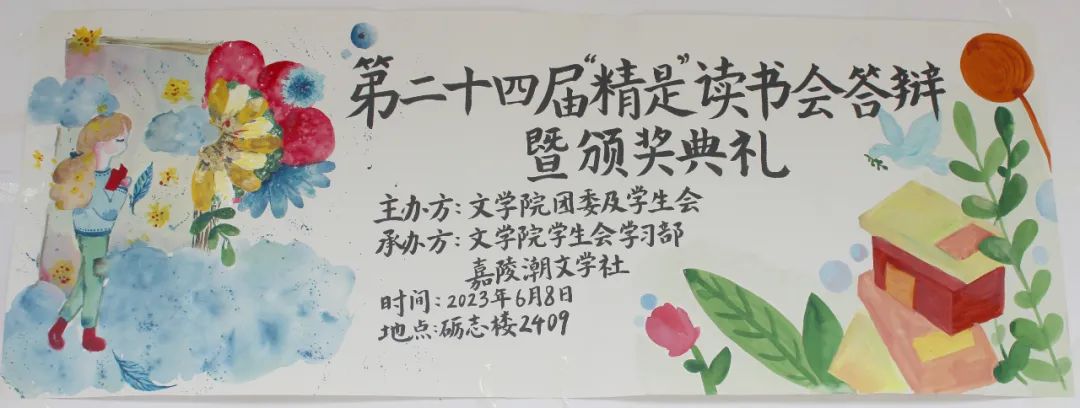 第二十四届“精是”读书会答辩
暨颁奖典礼
主办方：文学院团委及学生会
承办方：文学院学生会学习部
嘉陵潮文学社
时间：2023年6月8日
地点：砺志楼2409